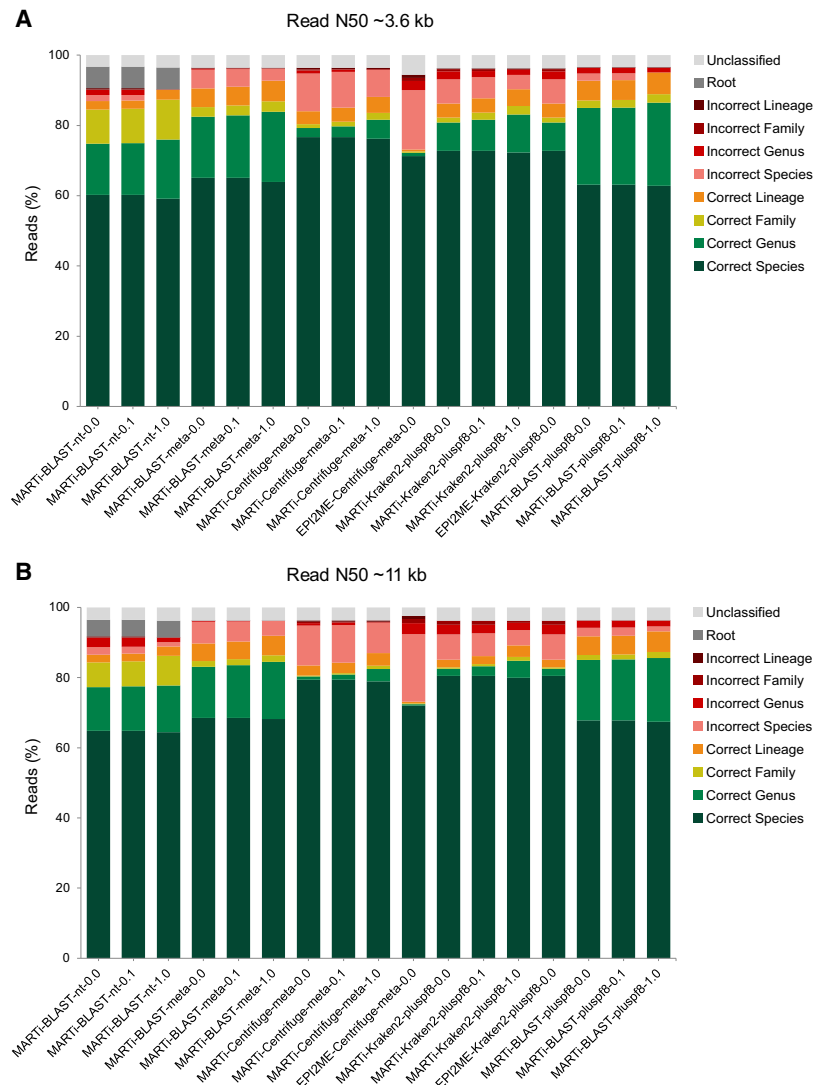 A
Read N50 ~3.6 kb
Reads (%)
100
80
60
40
20
0
MARTi-BLAST-nt-0.0
MARTi-BLAST-nt-0.1
MARTi-BLAST-nt-1.0
MARTi-BLAST-meta-0.0
MARTi-BLAST-meta-0.1
MARTi-BLAST-meta-1.0
MARTi-Centrifuge-meta-0.0
MARTi-Centrifuge-meta-0.1
MARTi-Centrifuge-meta-1.0
EPI2ME-Centrifuge-meta-0.0
MARTi-Kraken2-pluspf8-0.0
MARTi-Kraken2-pluspf8-0.1
MARTi-Kraken2-pluspf8-1.0
EPI2ME-Kraken2-pluspf8-0.0
MARTi-BLAST-pluspf8-0.0
MARTi-BLAST-pluspf8-0.1
MARTi-BLAST-pluspf8-1.0
Unclassified
Root
Incorrect Lineage
Incorrect Family
Incorrect Genus
Incorrect Species
Correct Lineage
Correct Family
Correct Genus
Correct Species
B
Read N50 ~11 kb
Reads (%)
100
80
60
40
20
0
MARTi-BLAST-nt-0.0
MARTi-BLAST-nt-0.1
MARTi-BLAST-nt-1.0
MARTi-BLAST-meta-0.0
MARTi-BLAST-meta-0.1
MARTi-BLAST-meta-1.0
MARTi-Centrifuge-meta-0.0
MARTi-Centrifuge-meta-0.1
MARTi-Centrifuge-meta-1.0
EPI2ME-Centrifuge-meta-0.0
MARTi-Kraken2-pluspf8-0.0
MARTi-Kraken2-pluspf8-0.1
MARTi-Kraken2-pluspf8-1.0
EPI2ME-Kraken2-pluspf8-0.0
MARTi-BLAST-pluspf8-0.0
MARTi-BLAST-pluspf8-0.1
MARTi-BLAST-pluspf8-1.0
Unclassified
Root
Incorrect Lineage
Incorrect Family
Incorrect Genus
Incorrect Species
Correct Lineage
Correct Family
Correct Genus
Correct Species